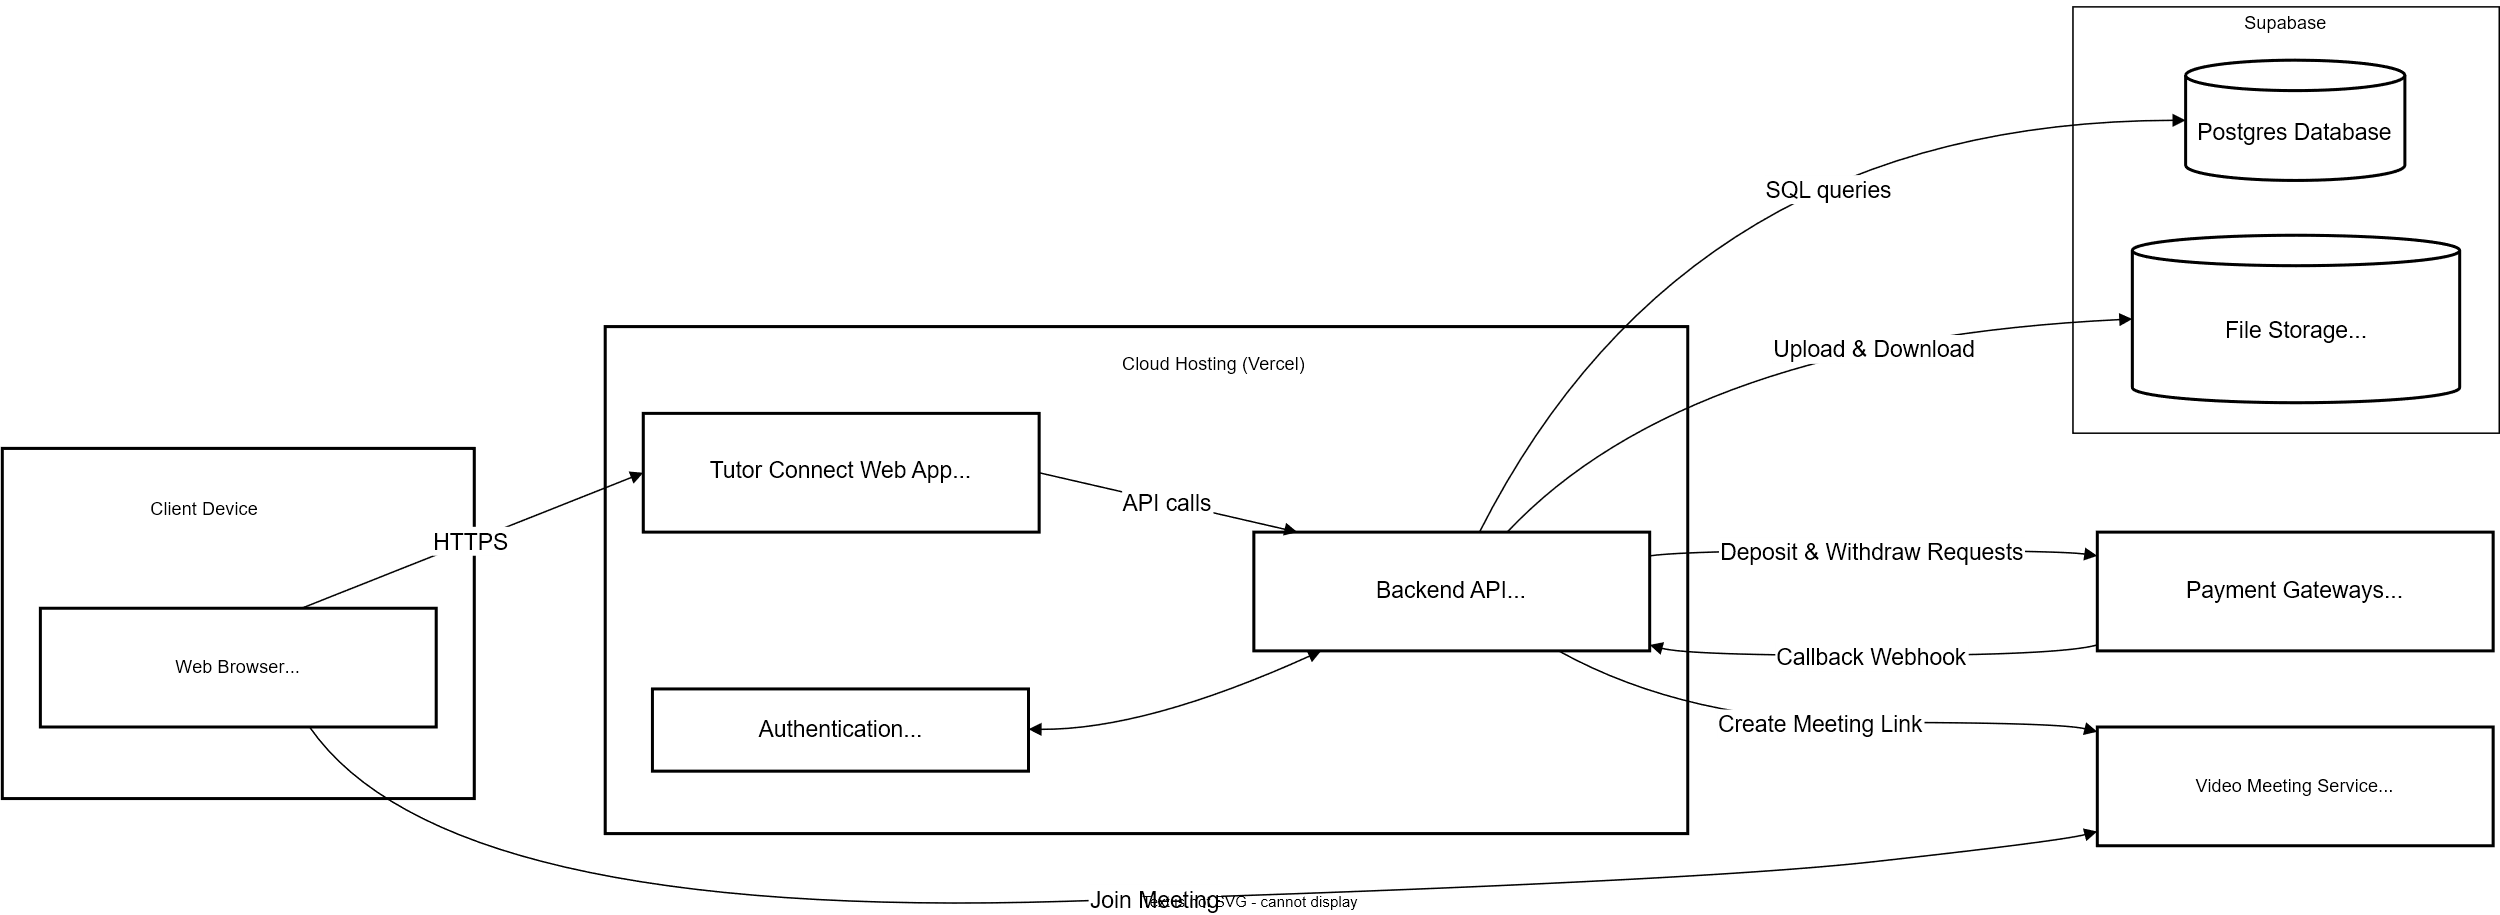 Supabase
Postgres Database
SQL queries
File Storage...
Upload & Download
Cloud Hosting (Vercel)
Tutor Connect Web App...
API calls
Client Device
HTTPS
Deposit & Withdraw Requests
Backend API...
Payment Gateways...
Callback Webhook
Web Browser...
Create Meeting Link
Authentication...
Video Meeting Service...
Join Meeting
SVG - cannot display